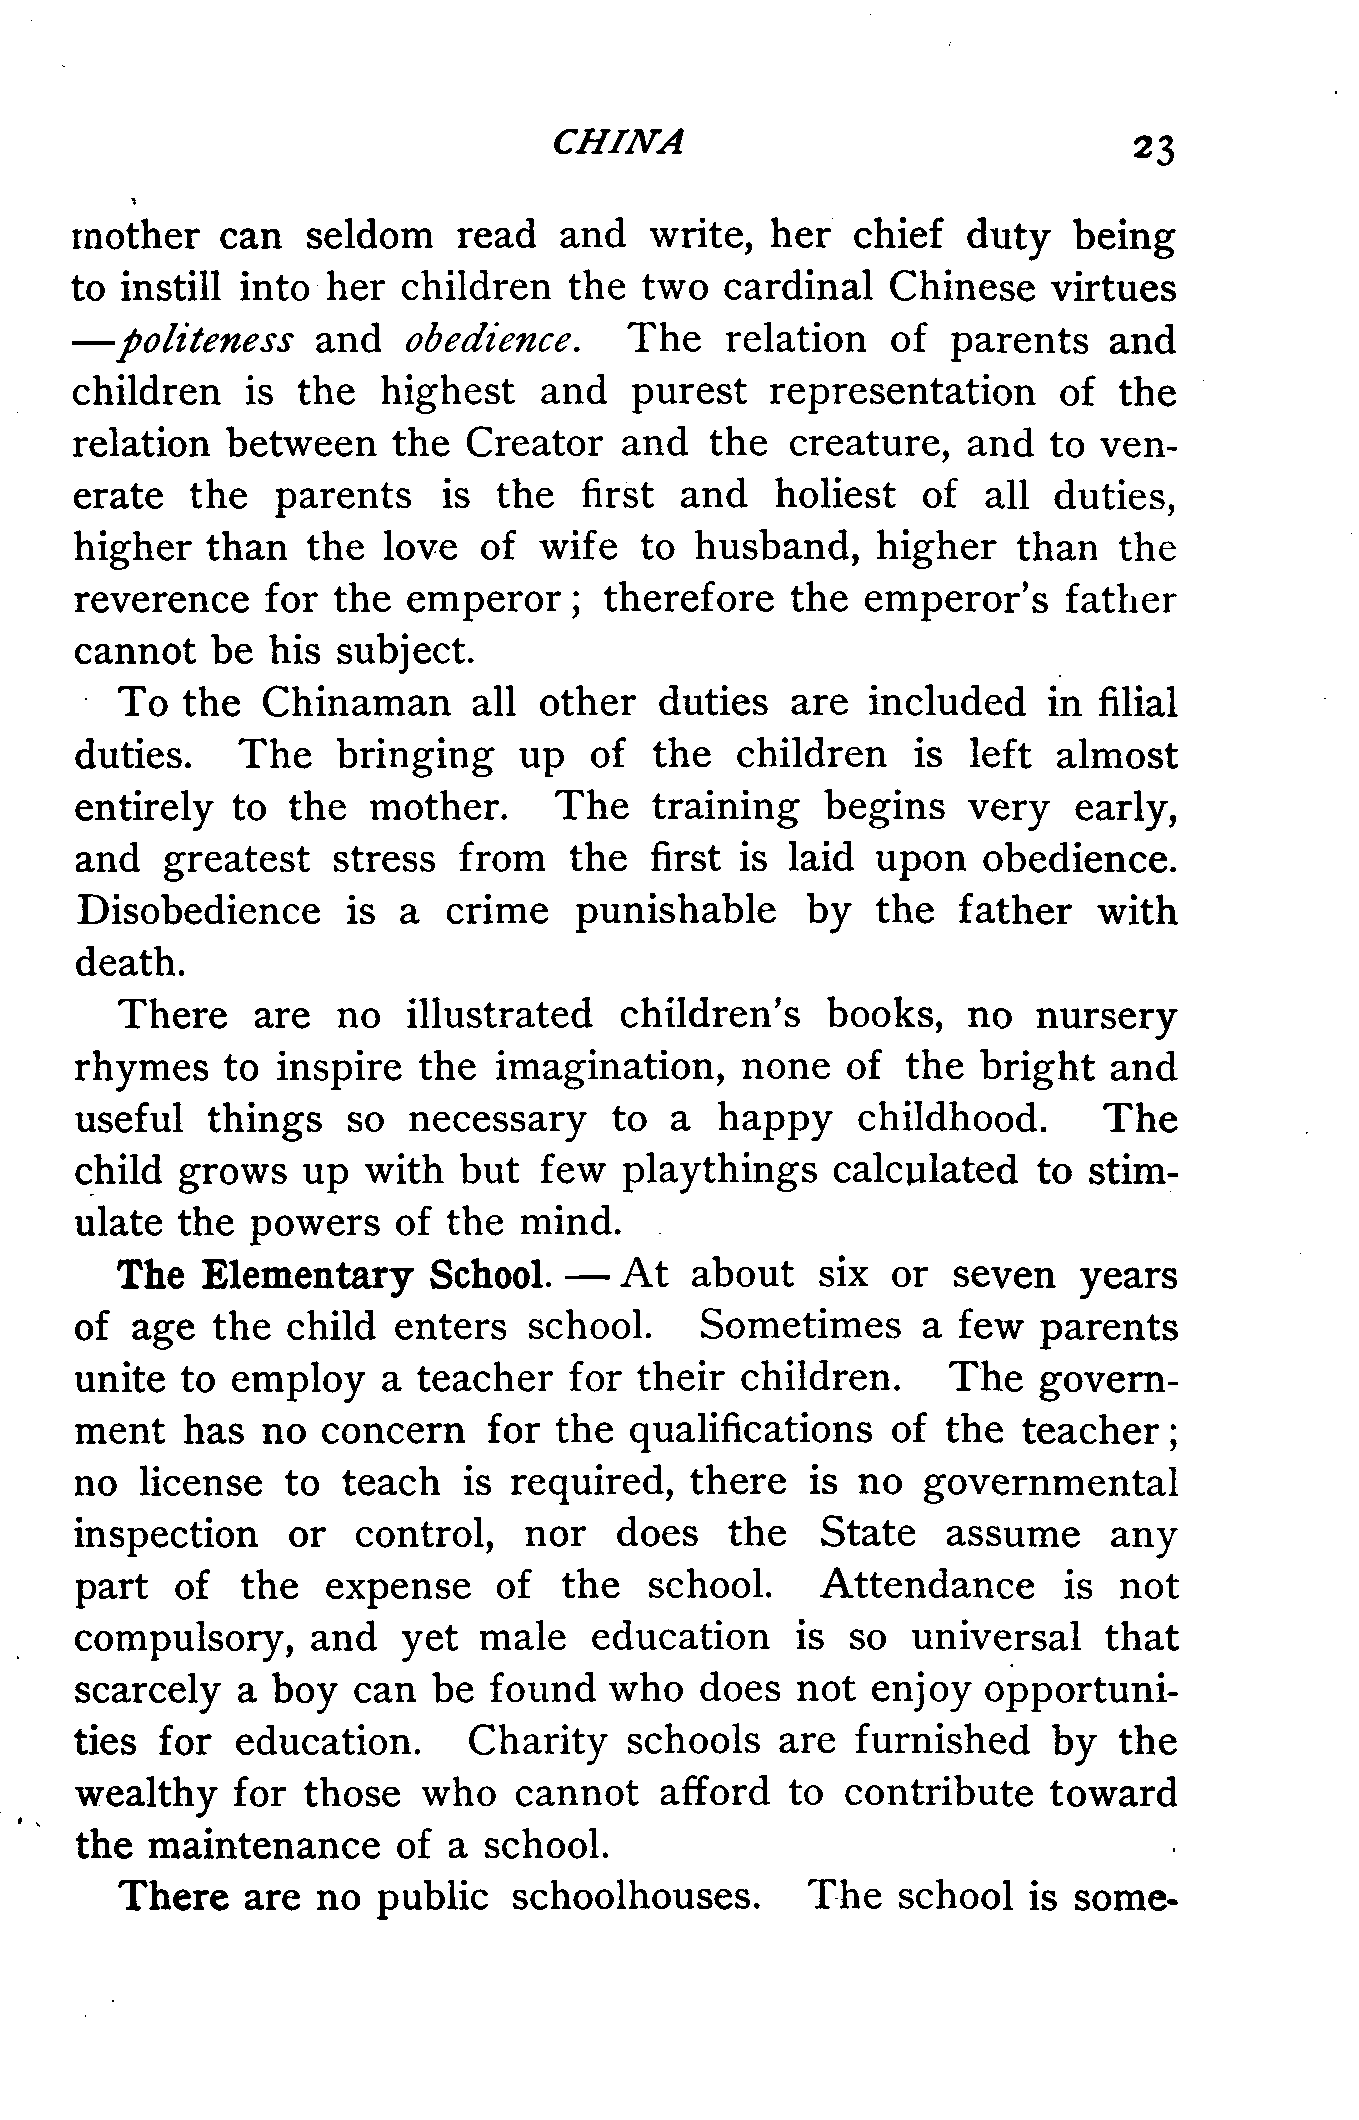 CHINA 23
mother can seldom read and write, her chief duty being
to instill into her children the two cardinal Chinese virtues
—politeness and obedience. The relation of parents and
children is the highest and purest representation of the
relation between the Creator and the creature, and to ven-
erate the parents is the first and holiest of all duties,
higher than the love of wife to husband, higher than the
reverence for the emperor; therefore the emperor's father
cannot be his subject.
To the Chinaman all other duties are included in filial
duties. The bringing up of the children is left almost
entirely to the mother. The training begins very early,
and greatest stress from the first is laid upon obedience.
Disobedience is a crime punishable by the father with
death.
There are no illustrated children's books, no nursery
rhymes to inspire the imagination, none of the bright and
useful things so necessary to a happy childhood. The
child grows up with but few playthings calculated to stim-
ulate the powers of the mind.
The Elementary School. — At about six or seven years
of age the child enters school. Sometimes a few parents
unite to employ a teacher for their children. The govern-
ment has no concern for the qualifications of the teacher;
no license to teach is required, there is no governmental
inspection or control, nor does the State assume any
part of the expense of the school. Attendance is not
compulsory, and yet male education is so universal that
scarcely a boy can be found who does not enjoy opportuni-
ties for education. Charity schools are furnished by the
wealthy for those who cannot afford to contribute toward
the maintenance of a school.
There are no public schoolhouses. The school is some-